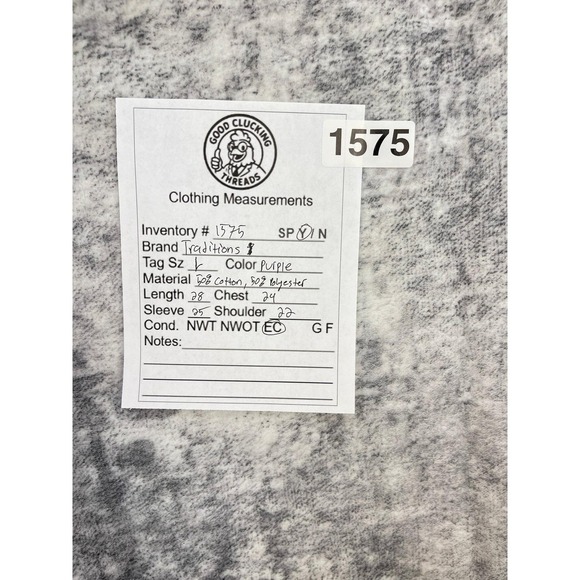 GOOD CLUCKING
THREADS
1575
Clothing Measurements
Inventory # 1575 SP Y / N
Brand Traditions
Tag Sz L Color Purple
Material 50% Cotton, 50% Polyester
Length 28 Chest 24
Sleeve 25 Shoulder 22
Cond. NWT NWOT EC G F
Notes: